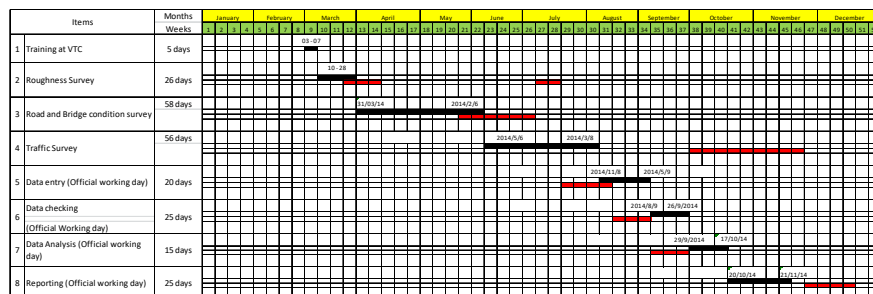 Items Months January February March April May June July August September October November December
Weeks 1 2 3 4 5 6 7 8 9 10 11 12 13 14 15 16 17 18 19 20 21 22 23 24 25 26 27 28 29 30 31 32 33 34 35 36 37 38 39 40 41 42 43 44 45 46 47 48 49 50 51
03 - 07
1 Training at VTC 5 days
10 - 28
2 Roughness Survey 26 days
58 days 31/03/14 2014/2/6
3 Road and Bridge condition survey
56 days 2014/5/6 2014/3/8
4 Traffic Survey
2014/11/8 2014/5/9
5 Data entry (Official working day) 20 days
Data checking 2014/8/9 26/9/2014
6 25 days
(Official Working day)
7 Data Analysis (Official working 15 days 29/9/2014 17/10/14
day)
20/10/14 21/11/14
8 Reporting (Official working day) 25 days